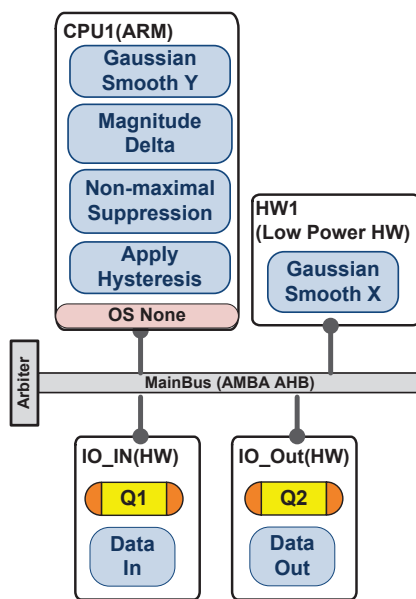 CPU1(ARM)
Gaussian
Smooth Y
Magnitude
Delta
Non-maximal
Suppression
Apply
Hysteresis
OS None
HW1
(Low Power HW)
Gaussian
Smooth X
Arbiter
MainBus (AMBA AHB)
IO_IN(HW)
Q1
Data
In
IO_Out(HW)
Q2
Data
Out